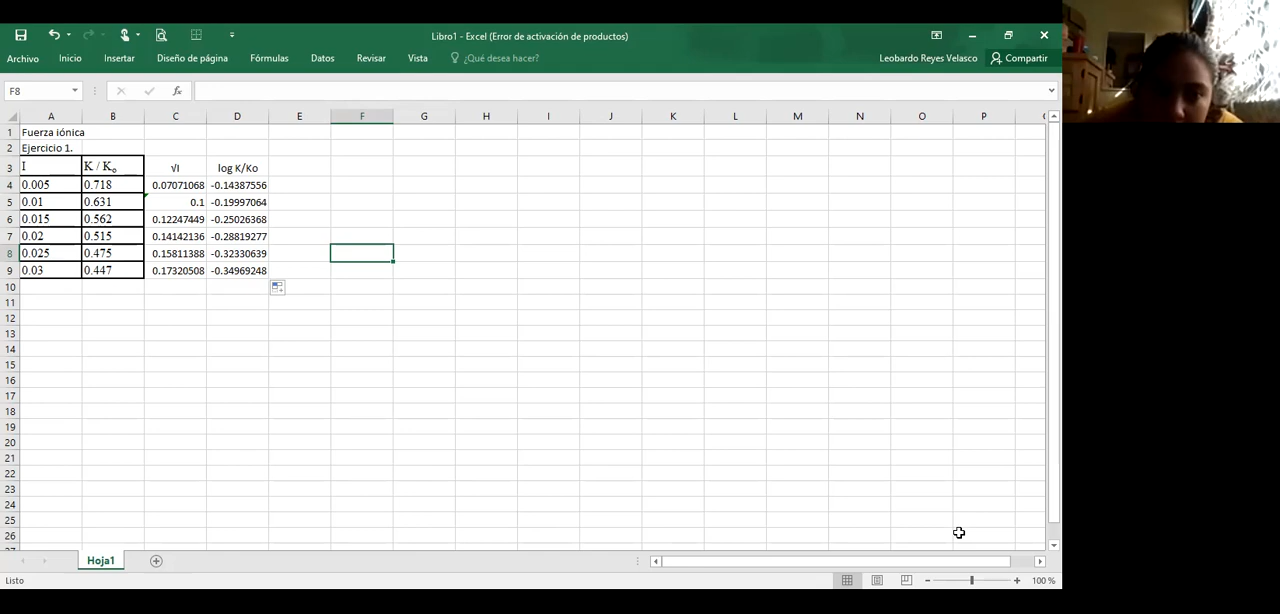 Libro1 - Excel (Error de activación de productos)
Archivo Inicio Insertar Diseño de página Fórmulas Datos Revisar Vista ¿Qué desea hacer? Leobardo Reyes Velasco Compartir
F8 fx
A B C D E F G H I J K L M N O P
1 Fuerza iónica
2 Ejercicio 1.
3 I K / Ko √I log K/Ko
4 0.005 0.718 0.07071068 -0.14387556
5 0.01 0.631 0.1 -0.19997064
6 0.015 0.562 0.12247449 -0.25026368
7 0.02 0.515 0.14142136 -0.28819277
8 0.025 0.475 0.15811388 -0.32330639
9 0.03 0.447 0.17320508 -0.34969248
10
11
12
13
14
15
16
17
18
19
20
21
22
23
24
25
26
Hoja1
Listo 100 %